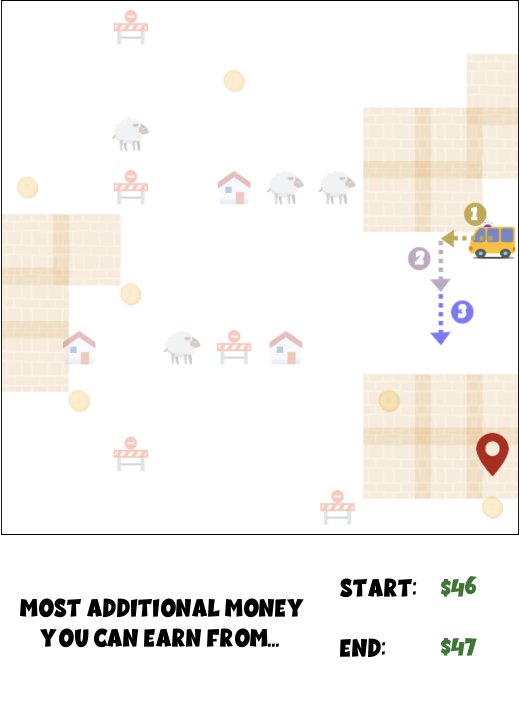 1
2
3
MOST ADDITIONAL MONEY
YOU CAN EARN FROM...
START: $46
END: $47